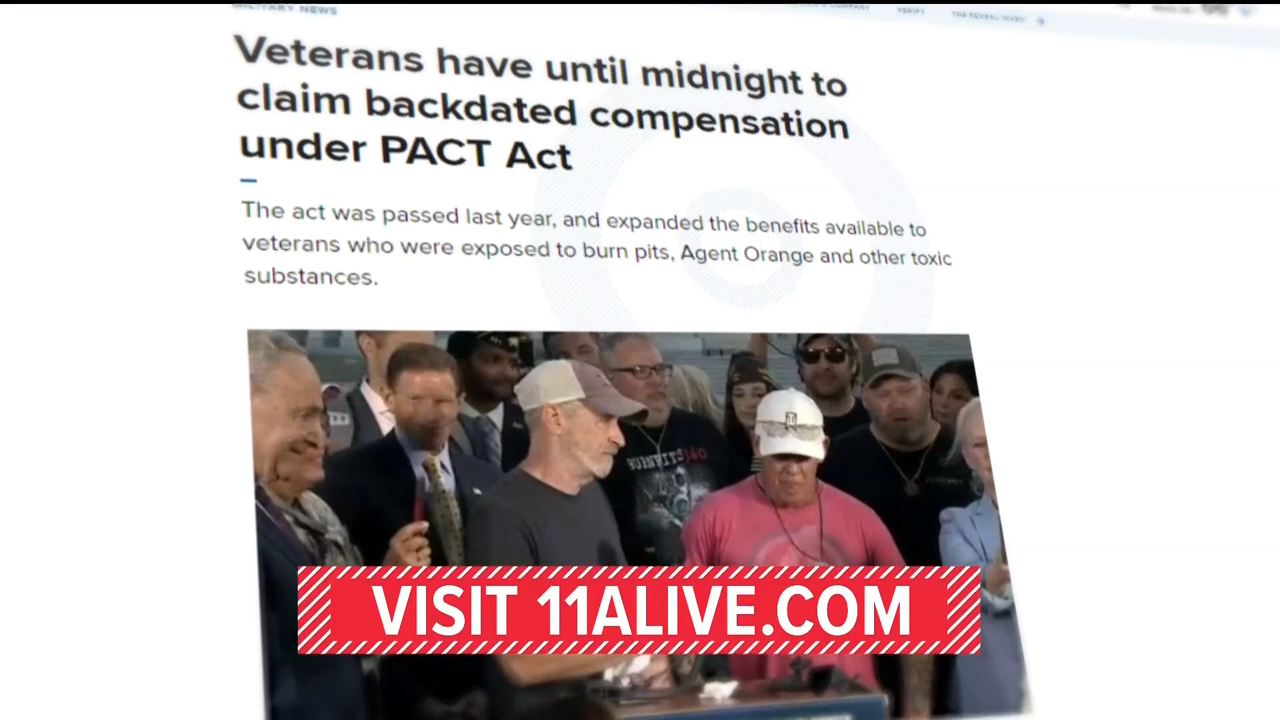 MILITARY NEWS
VERIFY
Veterans have until midnight to
claim backdated compensation
under PACT Act
The act was passed last year, and expanded the benefits available to
veterans who were exposed to burn pits, Agent Orange and other toxic
substances.
BURNPITS360
VISIT 11ALIVE.COM